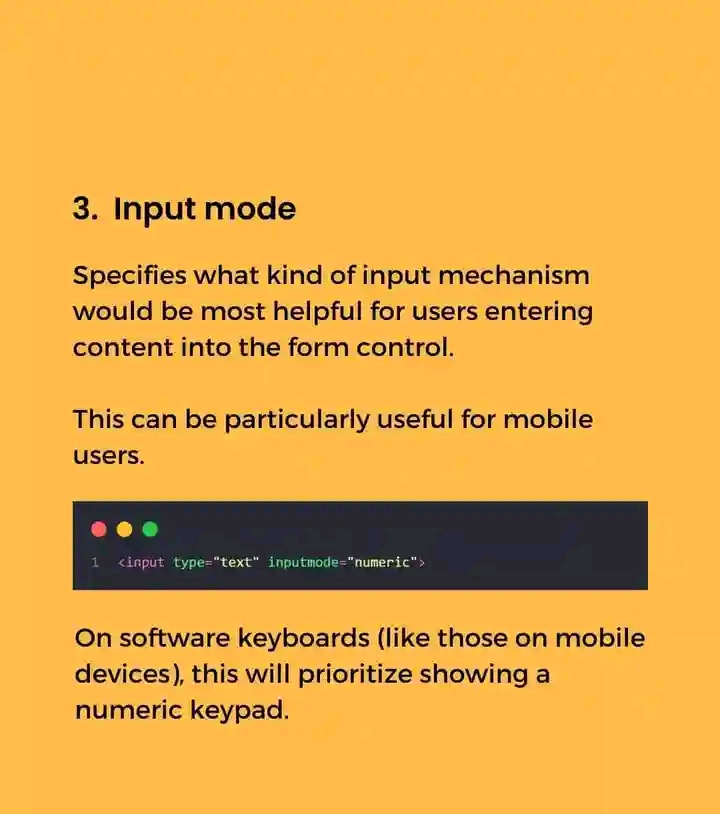 3. Input mode
Specifies what kind of input mechanism
would be most helpful for users entering
content into the form control.
This can be particularly useful for mobile
users.
1 <input type="text" inputmode="numeric">
On software keyboards (like those on mobile
devices), this will prioritize showing a
numeric keypad.